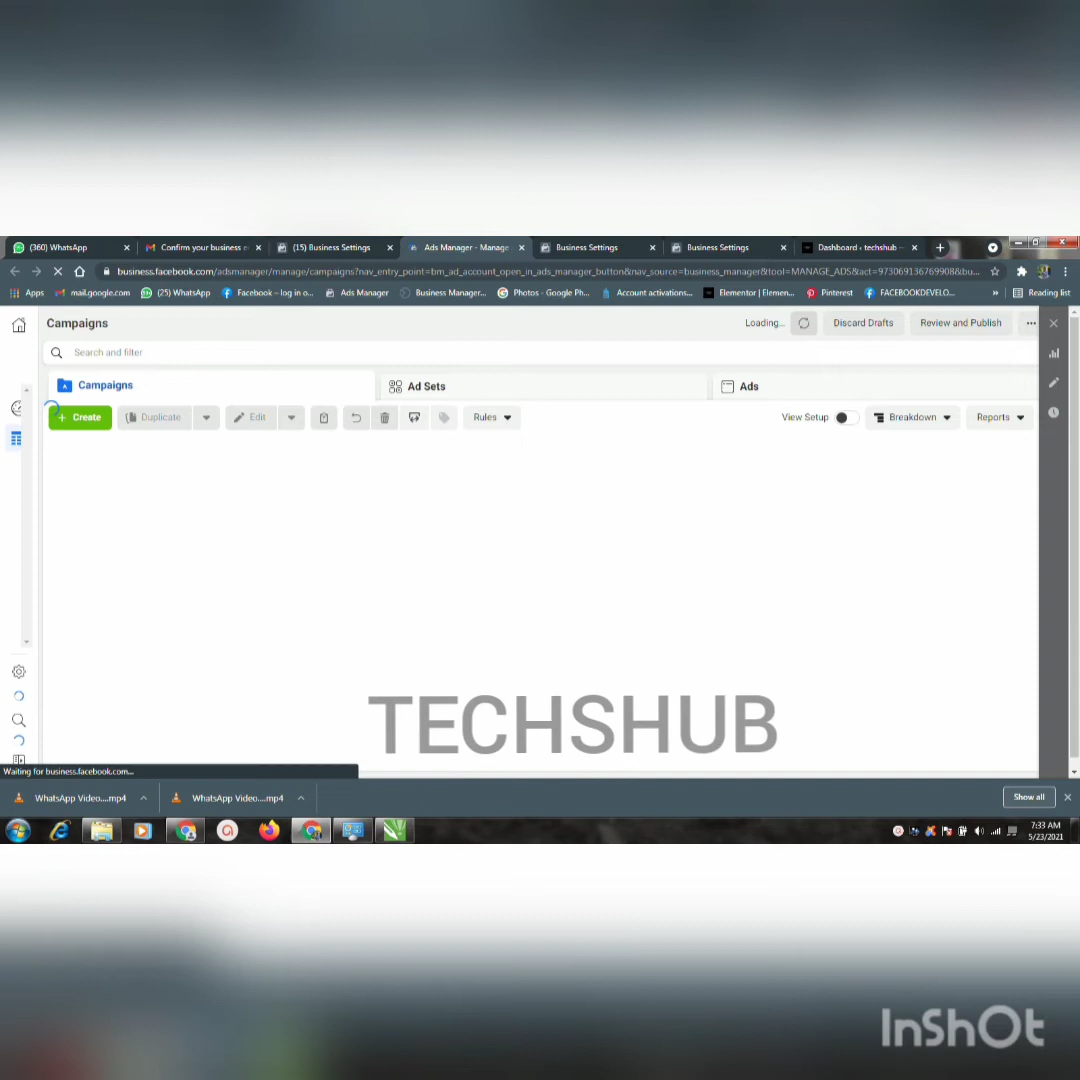 (360) WhatsApp
Confirm your business e
(15) Business Settings
Ads Manager - Manage
Business Settings
Business Settings
Dashboard ‹ techshub —
business.facebook.com/adsmanager/manage/campaigns?nav_entry_point=bm_ad_account_open_in_ads_manager_button&nav_source=business_manager&tool=MANAGE_ADS&act=973069136769908&bu...
Apps
mail.google.com
(25) WhatsApp
Facebook – log in o...
Ads Manager
Business Manager...
Photos - Google Ph...
Account activations...
Elementor | Elemen...
Pinterest
FACEBOOKDEVELO...
»
Reading list
Campaigns
Loading...
Discard Drafts
Review and Publish
Search and filter
Campaigns
Ad Sets
Ads
+ Create
Duplicate
Edit
Rules
View Setup
Breakdown
Reports
TECHSHUB
Waiting for business.facebook.com...
WhatsApp Video....mp4
WhatsApp Video....mp4
Show all
7:33 AM
5/23/2021
InShOt